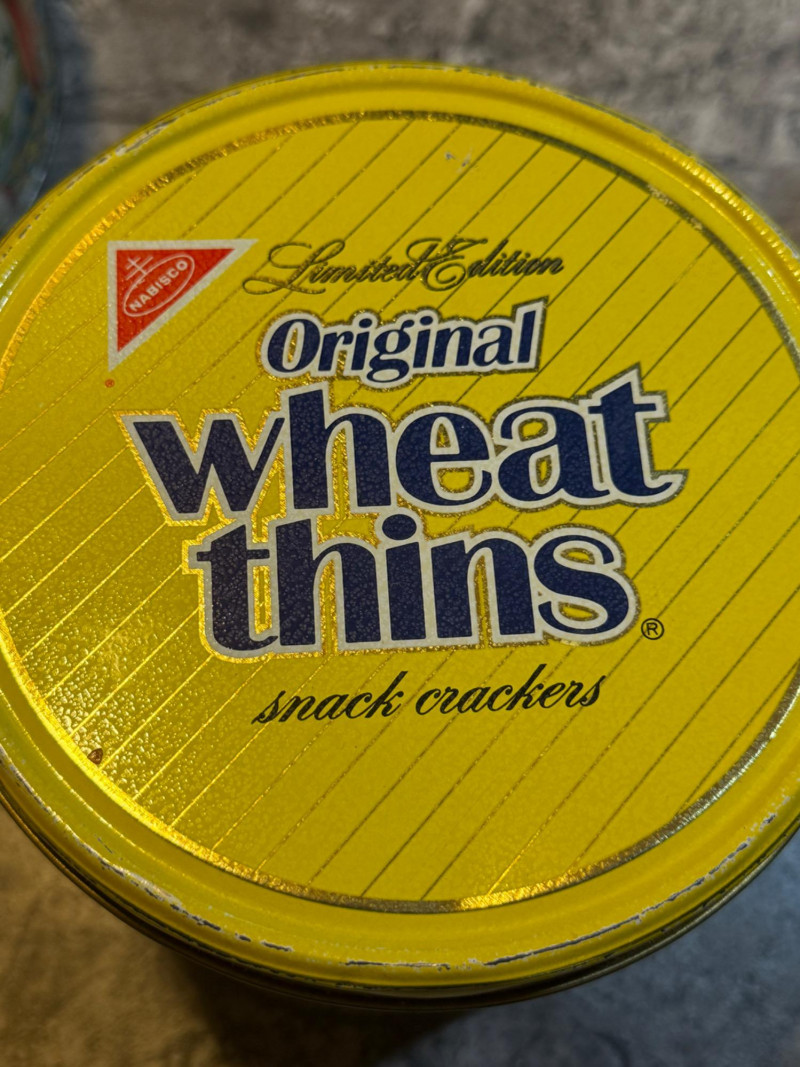 NABISCO
Limited Edition
Original
wheat
thins®
snack crackers